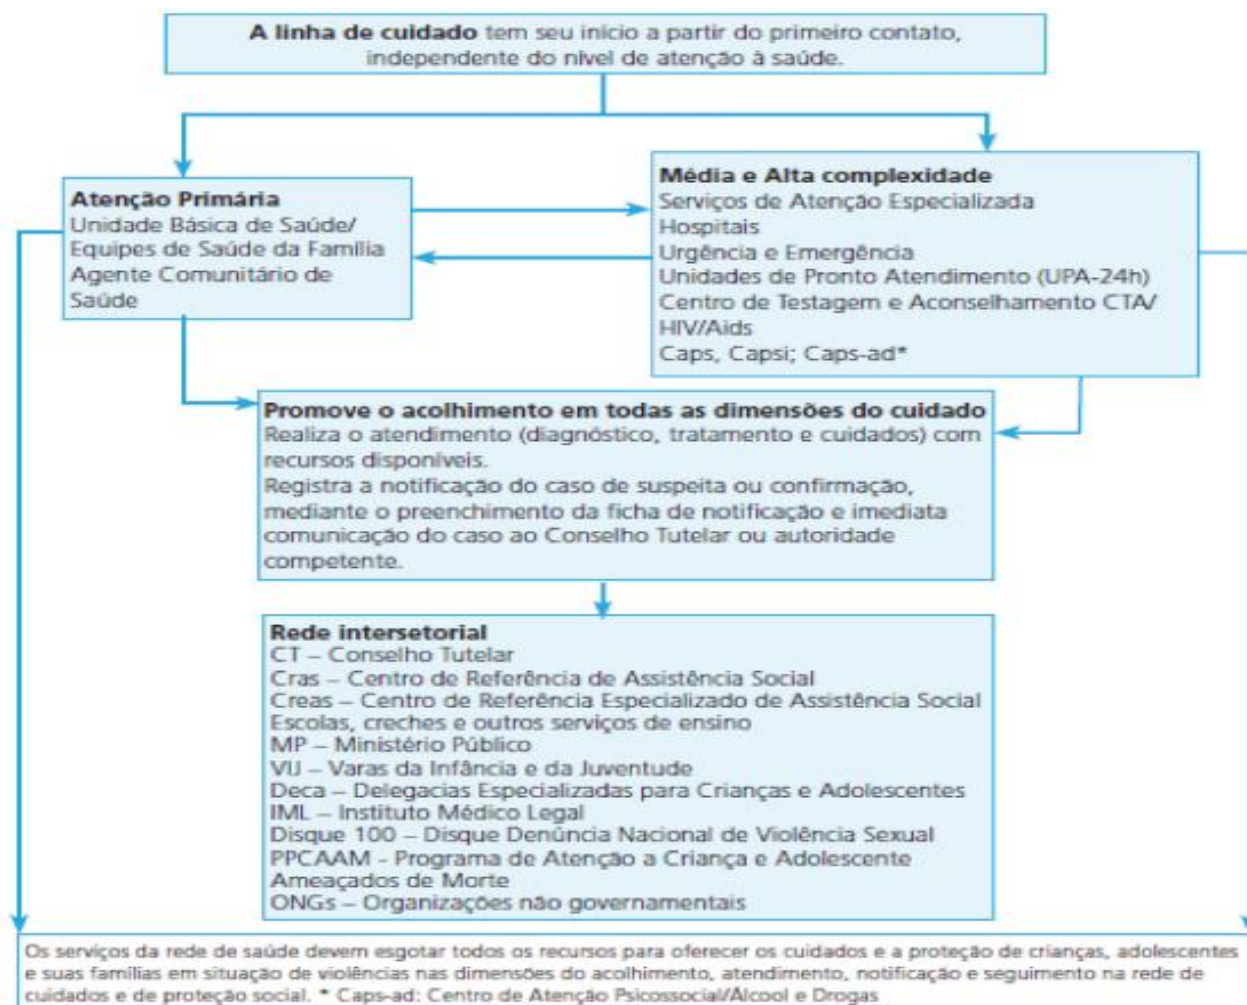 A linha de cuidado tem seu início a partir do primeiro contato,
independente do nível de atenção à saúde.
Atenção Primária
Unidade Básica de Saúde/
Equipes de Saúde da Família
Agente Comunitário de
Saúde
Média e Alta complexidade
Serviços de Atenção Especializada
Hospitais
Urgência e Emergência
Unidades de Pronto Atendimento (UPA-24h)
Centro de Testagem e Aconselhamento CTA/
HIV/Aids
Caps, Capsi; Caps-ad*
Promove o acolhimento em todas as dimensões do cuidado
Realiza o atendimento (diagnóstico, tratamento e cuidados) com
recursos disponíveis.
Registra a notificação do caso de suspeita ou confirmação,
mediante o preenchimento da ficha de notificação e imediata
comunicação do caso ao Conselho Tutelar ou autoridade
competente.
Rede intersetorial
CT – Conselho Tutelar
Cras – Centro de Referência de Assistência Social
Creas – Centro de Referência Especializado de Assistência Social
Escolas, creches e outros serviços de ensino
MP – Ministério Público
VIJ – Varas da Infância e da Juventude
Deca – Delegacias Especializadas para Crianças e Adolescentes
IML – Instituto Médico Legal
Disque 100 – Disque Denúncia Nacional de Violência Sexual
PPCAAM - Programa de Atenção a Criança e Adolescente
Ameaçados de Morte
ONGs – Organizações não governamentais
Os serviços da rede de saúde devem esgotar todos os recursos para oferecer os cuidados e a proteção de crianças, adolescentes
e suas famílias em situação de violências nas dimensões do acolhimento, atendimento, notificação e seguimento na rede de
cuidados e de proteção social. * Caps-ad: Centro de Atenção Psicossocial/Álcool e Drogas